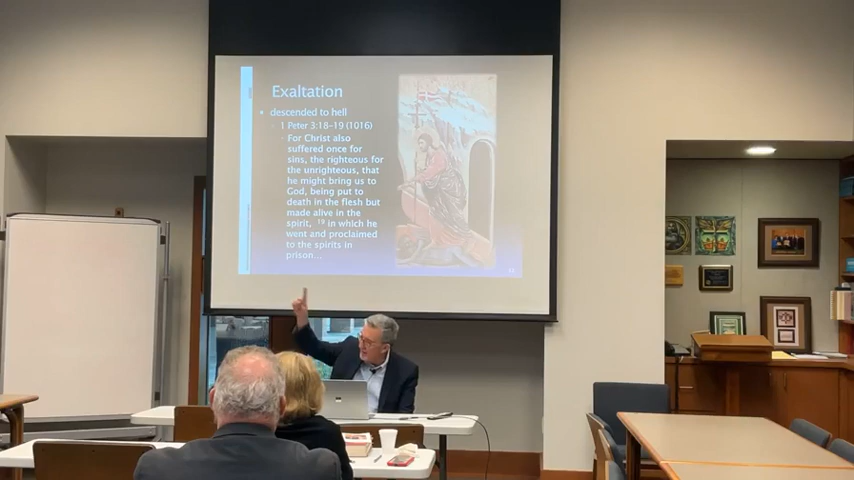 Exaltation
• descended to hell
◦ 1 Peter 3:18–19 (1016)
◦ For Christ also
suffered once for
sins, the righteous for
the unrighteous, that
he might bring us to
God, being put to
death in the flesh but
made alive in the
spirit, 19 in which he
went and proclaimed
to the spirits in
prison…